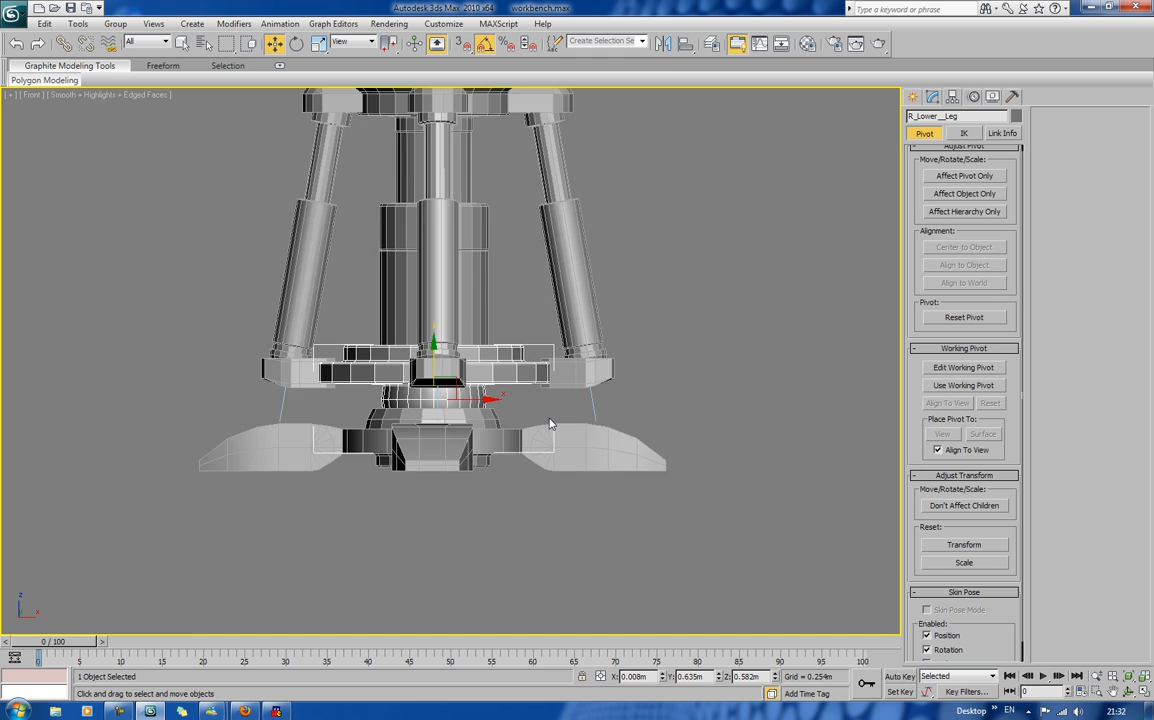 Autodesk 3ds Max 2010 x64 workbench.max
Type a keyword or phrase
Edit Tools Group Views Create Modifiers Animation Graph Editors Rendering Customize MAXScript Help
All
View
Create Selection Se
Graphite Modeling Tools Freeform Selection
Polygon Modeling
[ + ] [ Front ] [ Smooth + Highlights + Edged Faces ]
R_Lower__Leg
Pivot IK Link Info
Adjust Pivot
Move/Rotate/Scale:
Affect Pivot Only
Affect Object Only
Affect Hierarchy Only
Alignment:
Center to Object
Align to Object
Align to World
Pivot:
Reset Pivot
- Working Pivot
Edit Working Pivot
Use Working Pivot
Align To View Reset
Place Pivot To:
View Surface
Align To View
- Adjust Transform
Move/Rotate/Scale:
Don't Affect Children
Reset:
Transform
Scale
- Skin Pose
Skin Pose Mode
Enabled:
Position
Rotation
x
z
x
< 0 / 100 >
0 5 10 15 20 25 30 35 40 45 50 55 60 65 70 75 80 85 90 95 100
1 Object Selected X: 0.008m Y: 0.635m Z: 0.582m Grid = 0.254m Auto Key Selected
Click and drag to select and move objects Add Time Tag Set Key Key Filters... 0
Desktop » EN 21:32